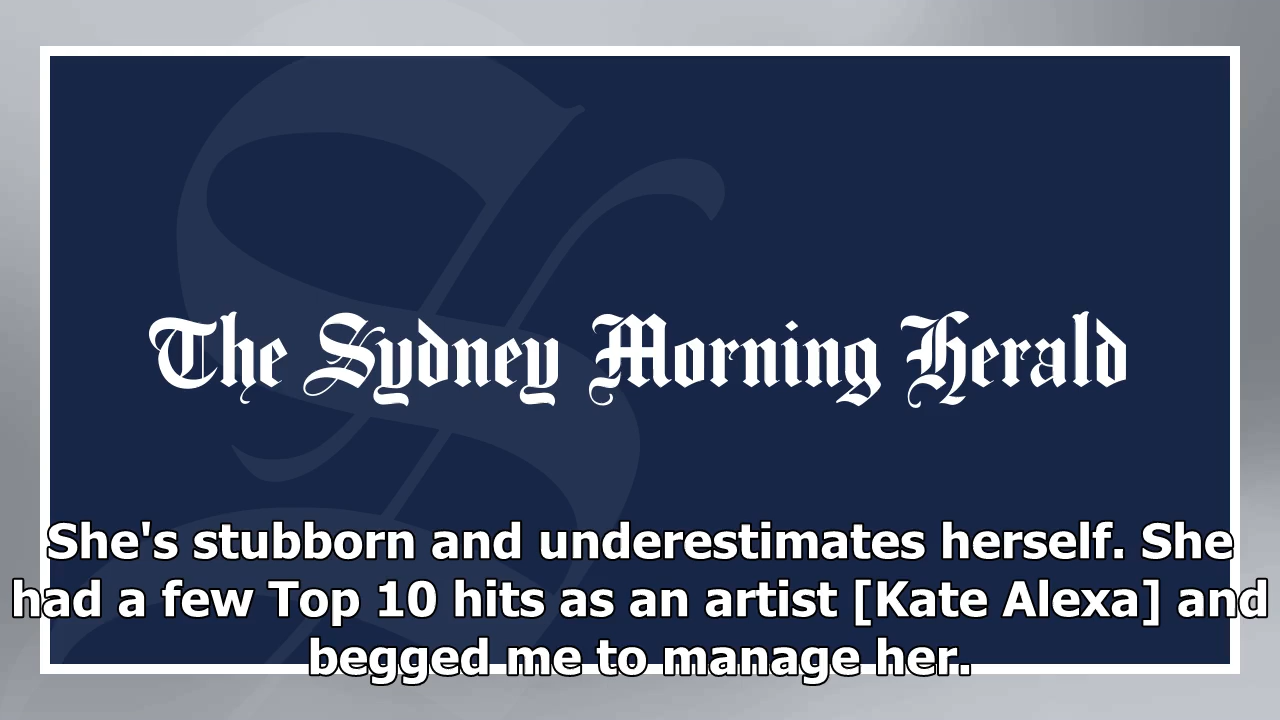 The Sydney Morning Herald
She's stubborn and underestimates herself. She
had a few Top 10 hits as an artist [Kate Alexa] and
begged me to manage her.